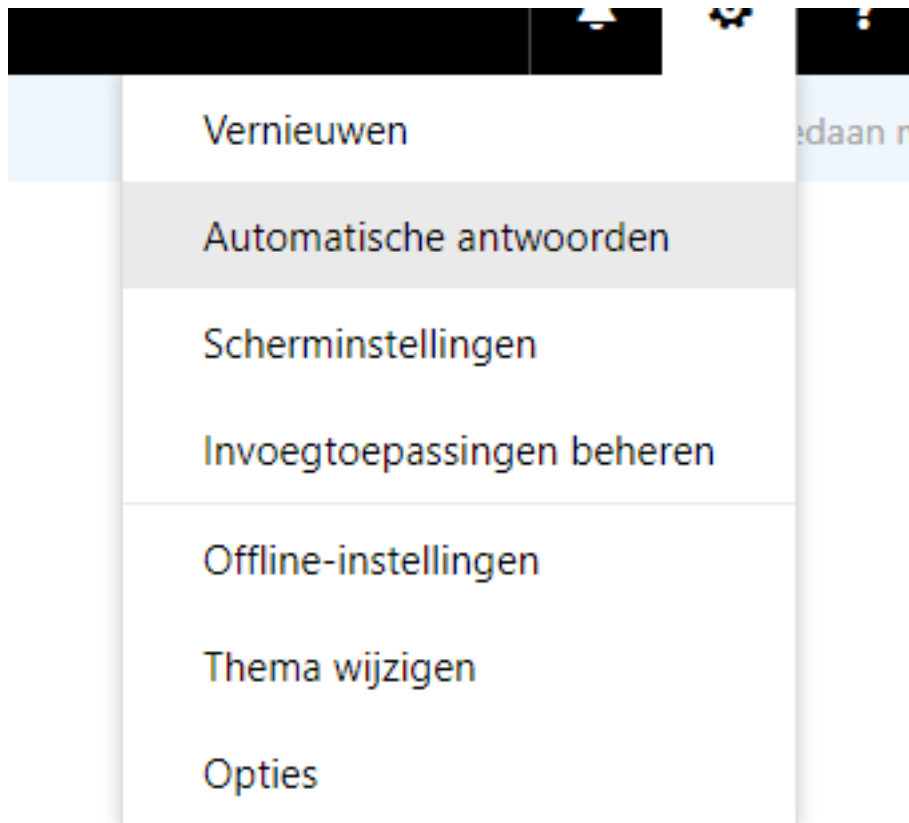 Vernieuwen
Automatische antwoorden
Scherminstellingen
Invoegtoepassingen beheren
Offline-instellingen
Thema wijzigen
Opties